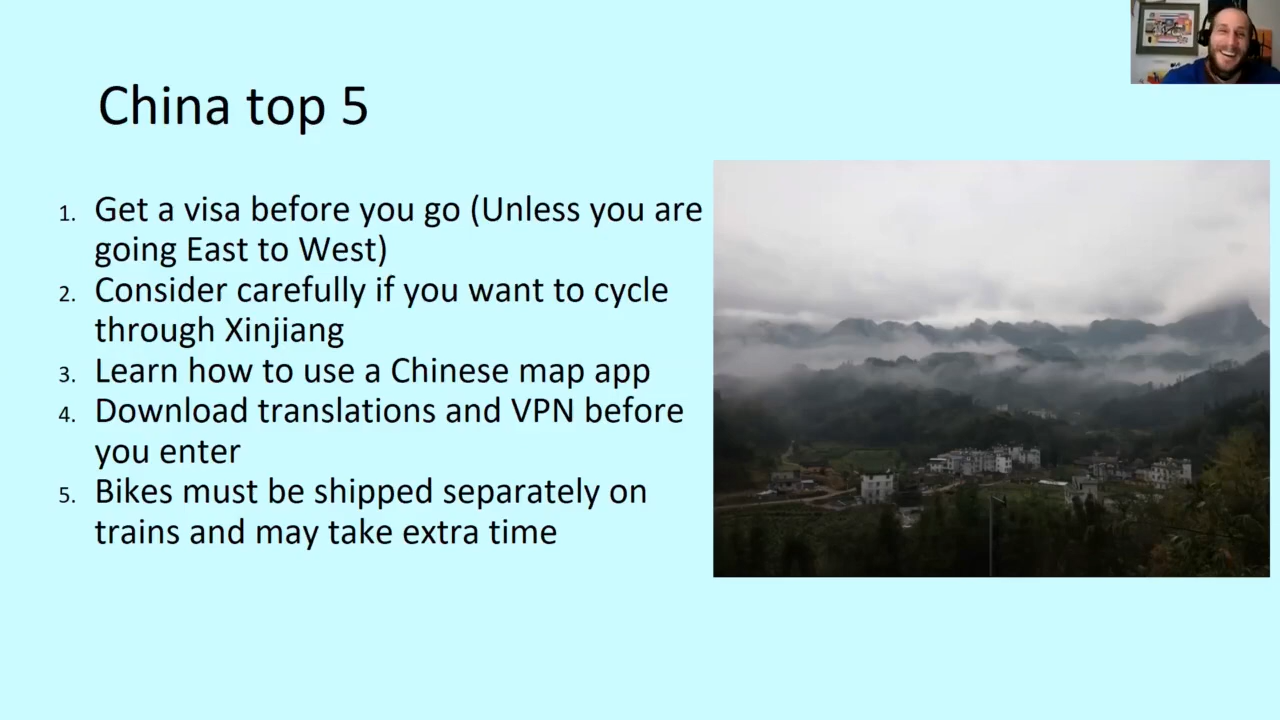 China top 5
1. Get a visa before you go (Unless you are
going East to West)
2. Consider carefully if you want to cycle
through Xinjiang
3. Learn how to use a Chinese map app
4. Download translations and VPN before
you enter
5. Bikes must be shipped separately on
trains and may take extra time